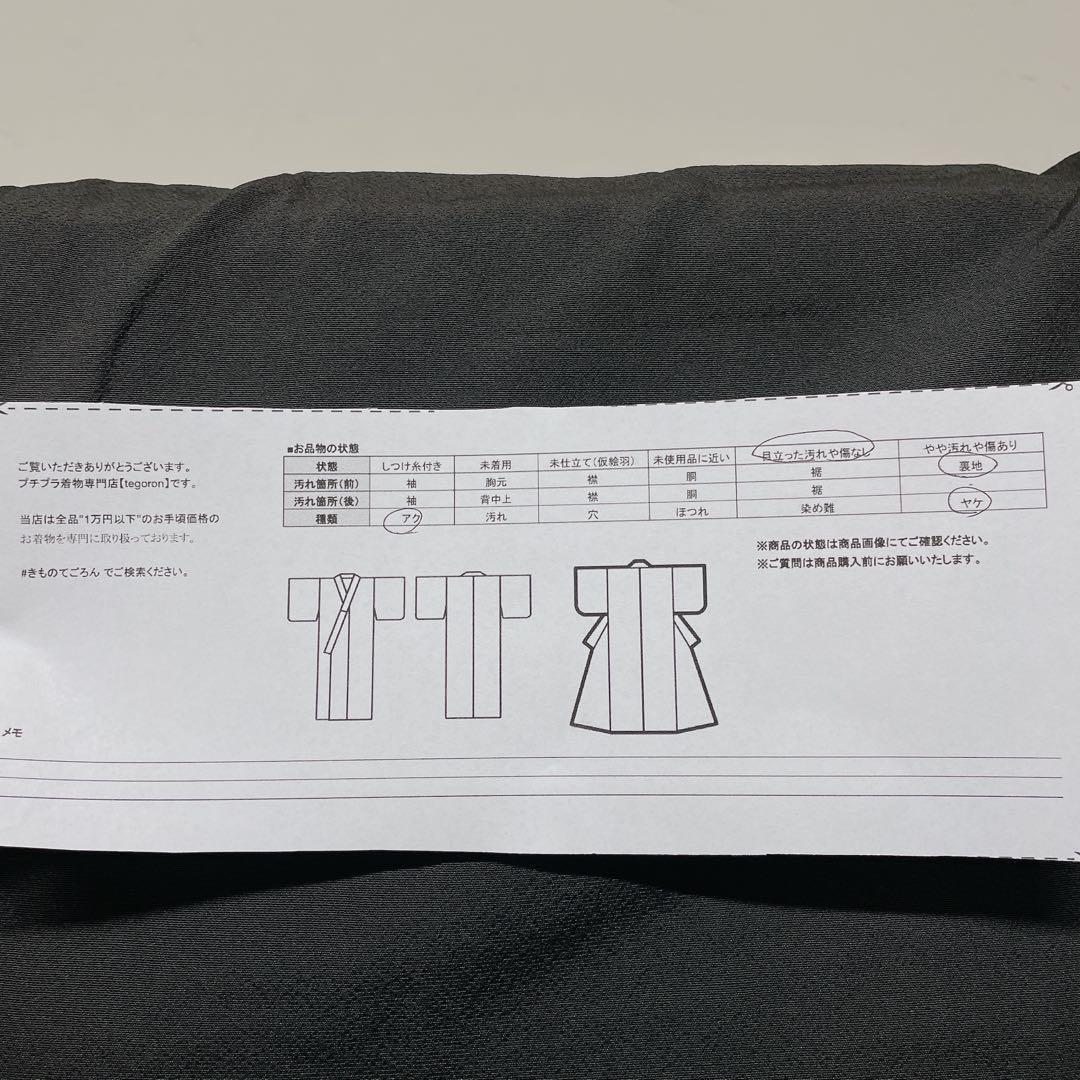 ご覧いただきありがとうございます。
プチプラ着物専門店【tegoron】です。
当店は全品"1万円以下"のお手頃価格の
お着物を専門に取り扱っております。
#きものてごろん でご検索ください。
■お品物の状態
状態 しつけ糸付き 未着用 未仕立て(仮絵羽) 未使用品に近い 目立った汚れや傷なし やや汚れや傷あり
汚れ箇所(前) 袖 胸元 襟 胴 裾 裏地
汚れ箇所(後) 袖 背中上 襟 胴 裾
種類 アク 汚れ 穴 ほつれ 染め難 ヤケ
※商品の状態は商品画像にてご確認ください。
※ご質問は商品購入前にお願いいたします。
メモ